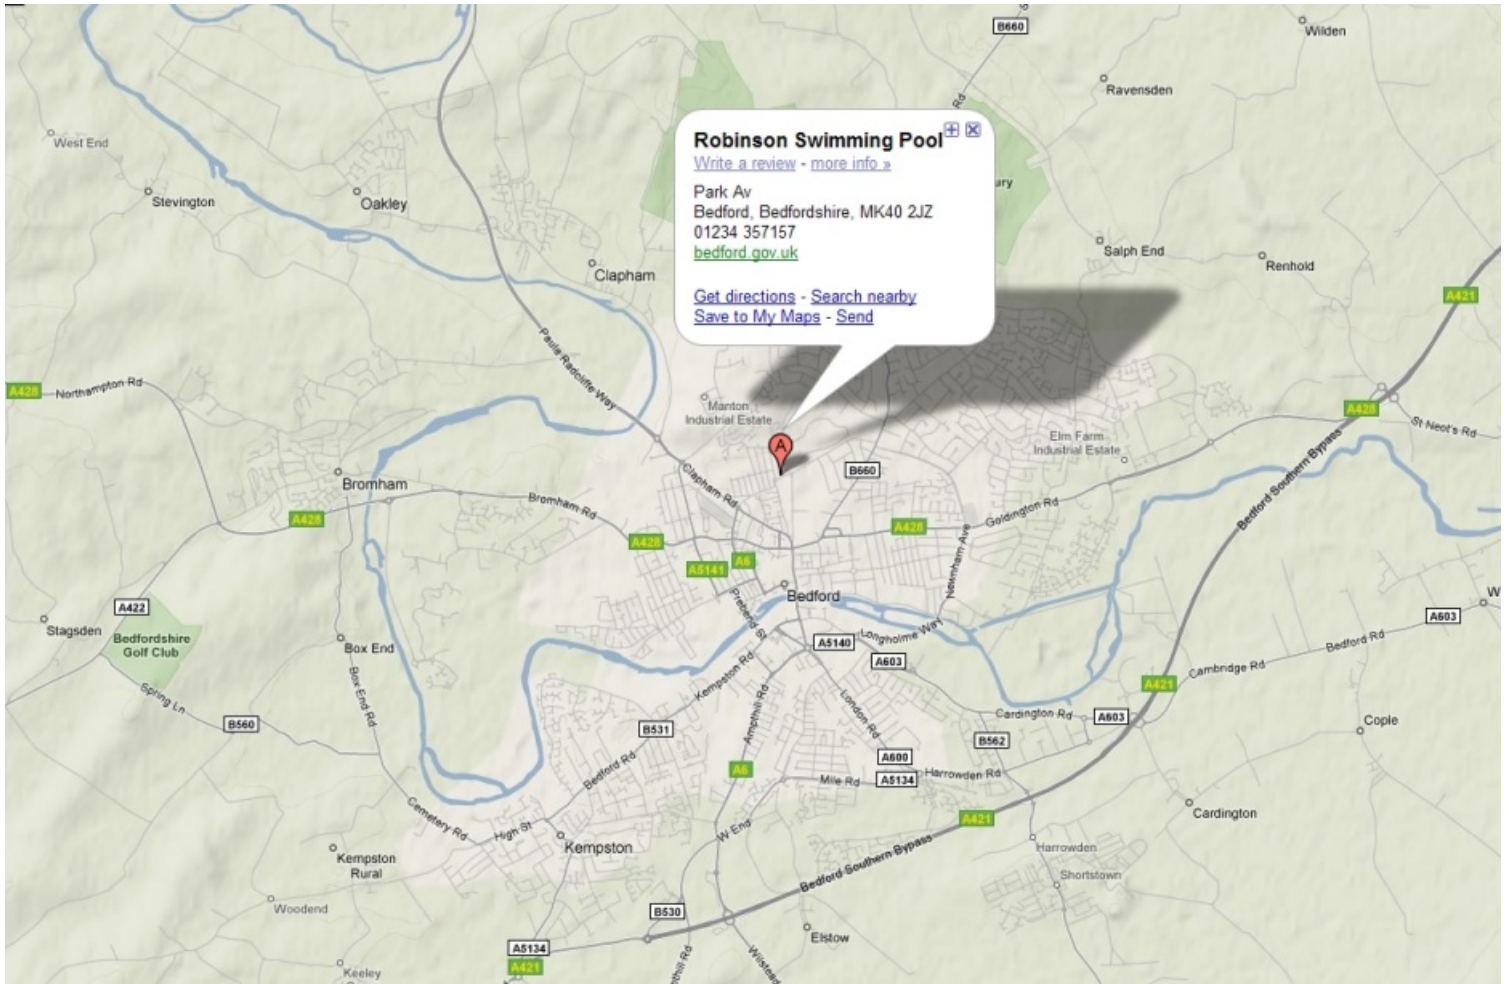 B660
Wilden
Rd
Ravensden
West End
Robinson Swimming Pool
Write a review - more info »
Park Av
Bedford, Bedfordshire, MK40 2JZ
01234 357157
bedford.gov.uk
Get directions - Search nearby
Save to My Maps - Send
ury
Stevington
Oakley
Salph End
Renhold
Clapham
A421
Paula Radcliffe Way
A428
Northampton Rd
Manton
Industrial Estate
A428
St Neot's Rd
Elm Farm
Industrial Estate
A
B660
Bedford Southern Bypass
Bromham
Clapham Rd
Bromham Rd
A428
A428
A428
Goldington Rd
Newnham Ave
A5141
A6
Prebend St
Bedford
A422
Stagsden
Bedfordshire
Golf Club
Box End
Box End Rd
Spring Ln
B560
A5140
Longholme Way
A603
A603
W
Bedford Rd
Cambridge Rd
A421
Kempston Rd
Ampthill Rd
London Rd
Cardington Rd
A603
B531
B562
Cople
A600
Bedford Rd
A6
Mile Rd
A5134
Harrowden Rd
Cemetery Rd
High St
W End
A421
Cardington
Kempston
Bedford Southern Bypass
Harrowden
Kempston
Rural
Shortstown
Woodend
B530
Elstow
A5134
A421
thill Rd
Wilstead
Keeley